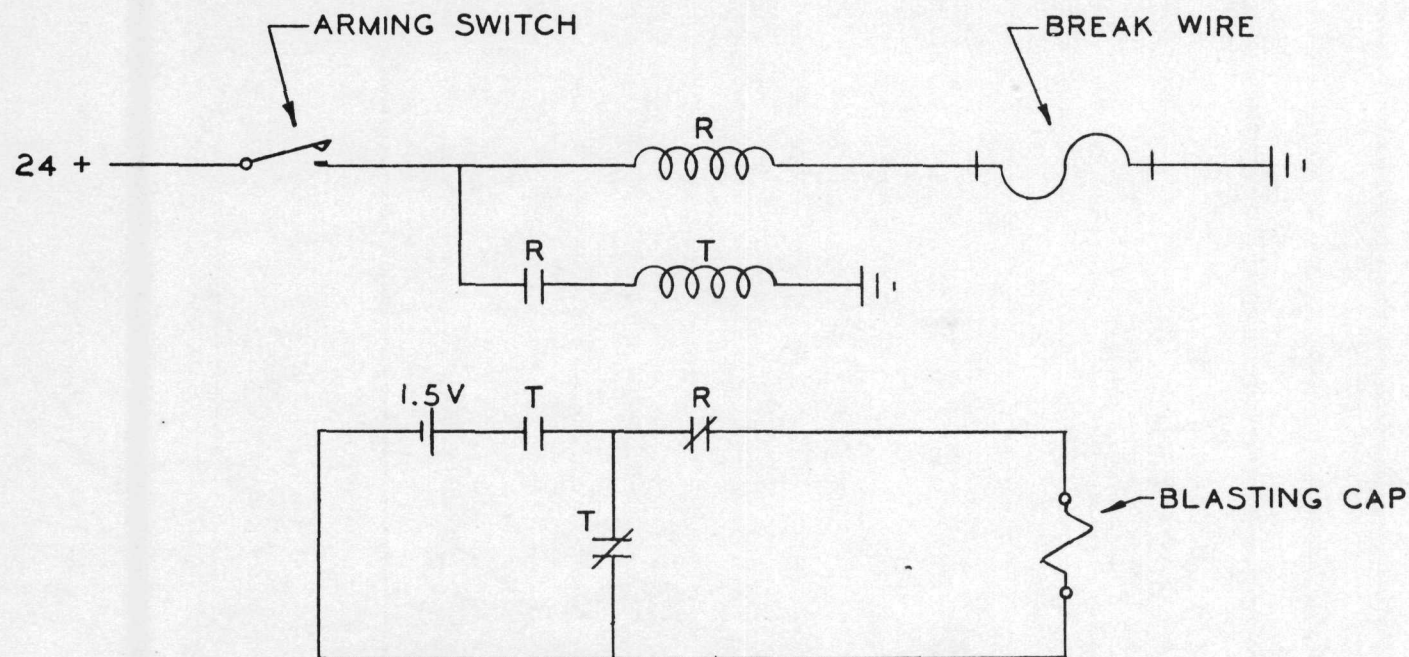 ARMING SWITCH
BREAK WIRE
24 +
R
R
T
1.5V
T
R
T
BLASTING CAP